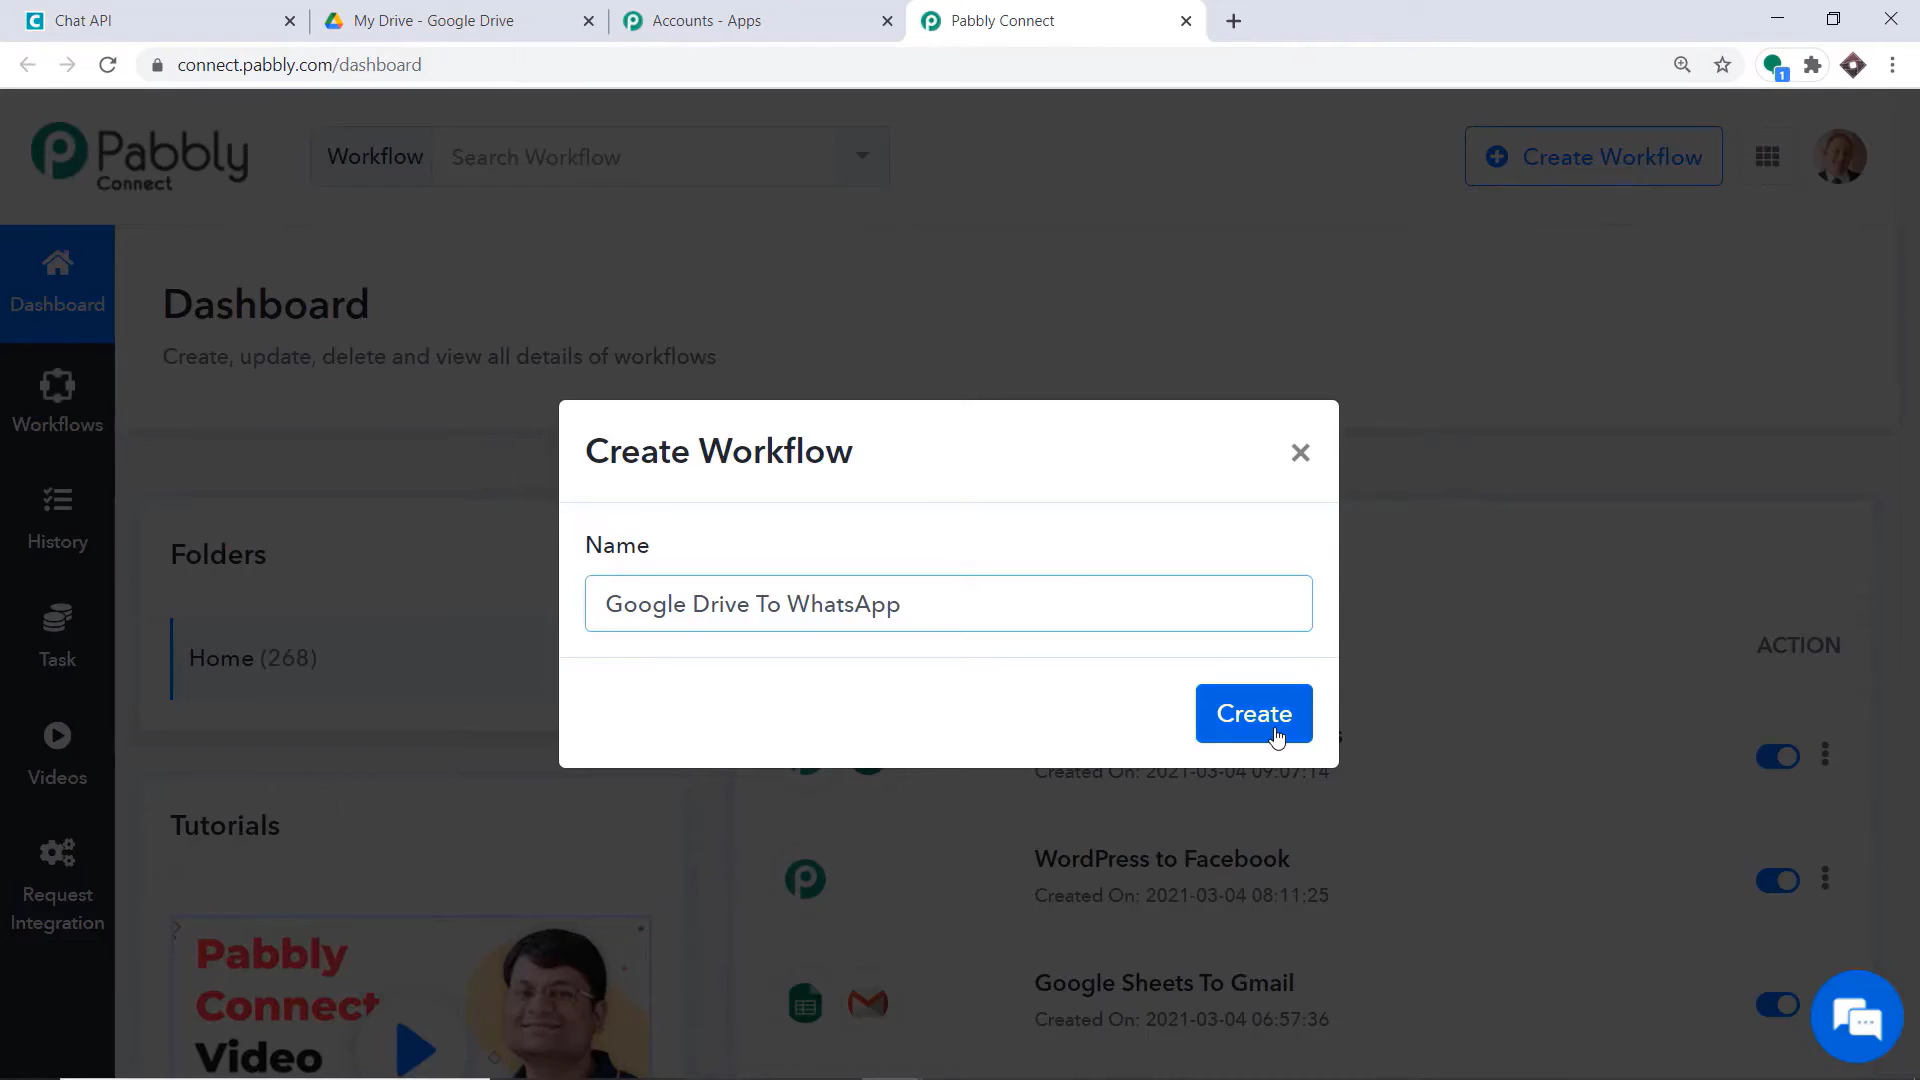 Chat API
My Drive - Google Drive
Accounts - Apps
Pabbly Connect
connect.pabbly.com/dashboard
1
Pabbly
Connect
Workflow
Search Workflow
Create Workflow
Dashboard
Workflows
History
Task
Videos
Request
Integration
Dashboard
Create, update, delete and view all details of workflows
Folders
Home (268)
Tutorials
Pabbly
Connect
Video
Create Workflow
Name
Google Drive To WhatsApp
Create
ACTION
Created On: 2021-03-04 09:07:14
WordPress to Facebook
Created On: 2021-03-04 08:11:25
Google Sheets To Gmail
Created On: 2021-03-04 06:57:36